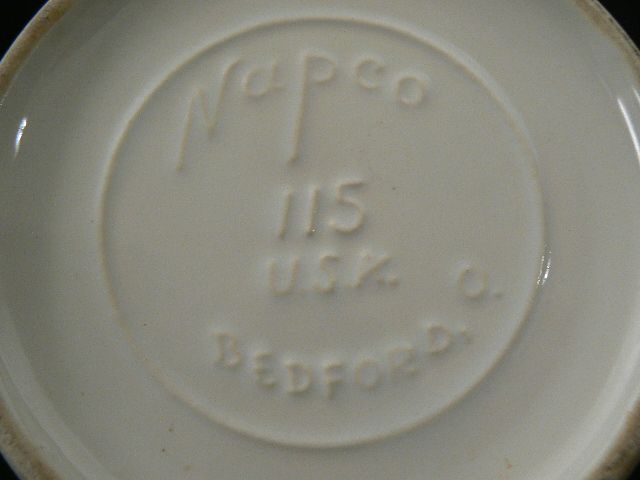 Napco
115
U.S.A.
BEDFORD, O.